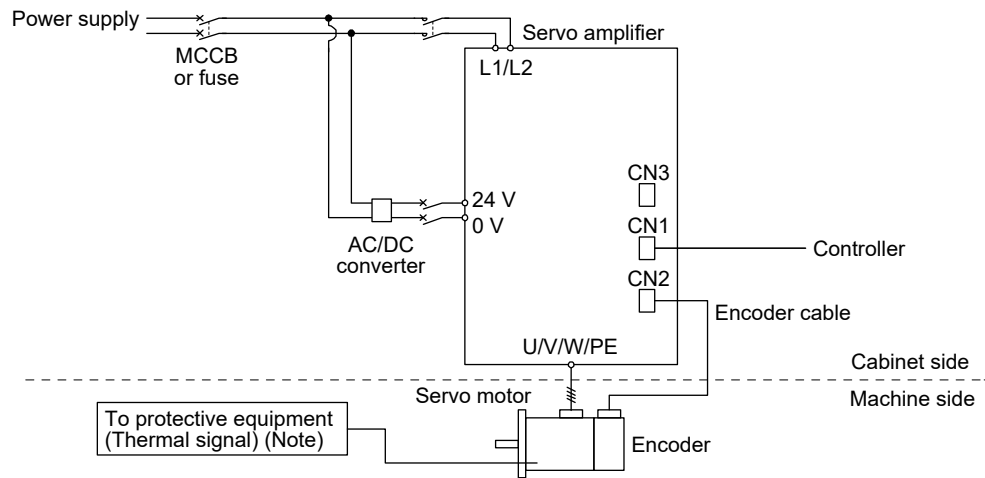 Power supply
MCCB
or fuse
Servo amplifier
L1/L2
CN3
24 V
0 V
CN1
AC/DC
converter
Controller
CN2
Encoder cable
U/V/W/PE
Cabinet side
Machine side
Servo motor
To protective equipment
(Thermal signal) (Note)
Encoder